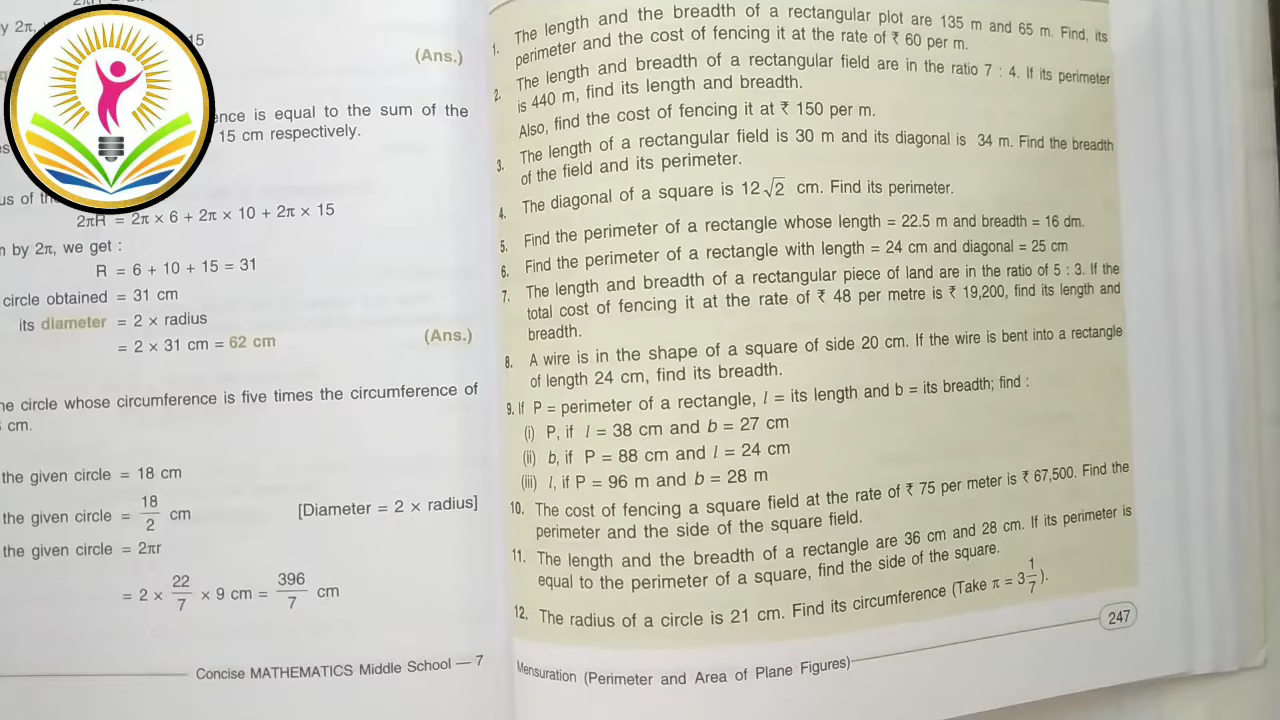 15
(Ans.)
ence is equal to the sum of the
15 cm respectively.
us of
2πR = 2π × 6 + 2π × 10 + 2π × 15
n by 2π, we get :
R = 6 + 10 + 15 = 31
circle obtained = 31 cm
its diameter = 2 × radius
= 2 × 31 cm = 62 cm (Ans.)
he circle whose circumference is five times the circumference of
cm.
the given circle = 18 cm
the given circle = 18/2 cm [Diameter = 2 × radius]
the given circle = 2πr
= 2 × 22/7 × 9 cm = 396/7 cm
Concise MATHEMATICS Middle School — 7
1. The length and the breadth of a rectangular plot are 135 m and 65 m. Find, its
perimeter and the cost of fencing it at the rate of ₹ 60 per m.
2. The length and breadth of a rectangular field are in the ratio 7 : 4. If its perimeter
is 440 m, find its length and breadth.
Also, find the cost of fencing it at ₹ 150 per m.
3. The length of a rectangular field is 30 m and its diagonal is 34 m. Find the breadth
of the field and its perimeter.
4. The diagonal of a square is 12√2 cm. Find its perimeter.
5. Find the perimeter of a rectangle whose length = 22.5 m and breadth = 16 dm.
6. Find the perimeter of a rectangle with length = 24 cm and diagonal = 25 cm
7. The length and breadth of a rectangular piece of land are in the ratio of 5 : 3. If the
total cost of fencing it at the rate of ₹ 48 per metre is ₹ 19,200, find its length and
breadth.
8. A wire is in the shape of a square of side 20 cm. If the wire is bent into a rectangle
of length 24 cm, find its breadth.
9. If P = perimeter of a rectangle, l = its length and b = its breadth; find :
(i) P, if l = 38 cm and b = 27 cm
(ii) b, if P = 88 cm and l = 24 cm
(iii) l, if P = 96 m and b = 28 m
10. The cost of fencing a square field at the rate of ₹ 75 per meter is ₹ 67,500. Find the
perimeter and the side of the square field.
11. The length and the breadth of a rectangle are 36 cm and 28 cm. If its perimeter is
equal to the perimeter of a square, find the side of the square.
12. The radius of a circle is 21 cm. Find its circumference (Take π = 3 1/7).
247
Mensuration (Perimeter and Area of Plane Figures)